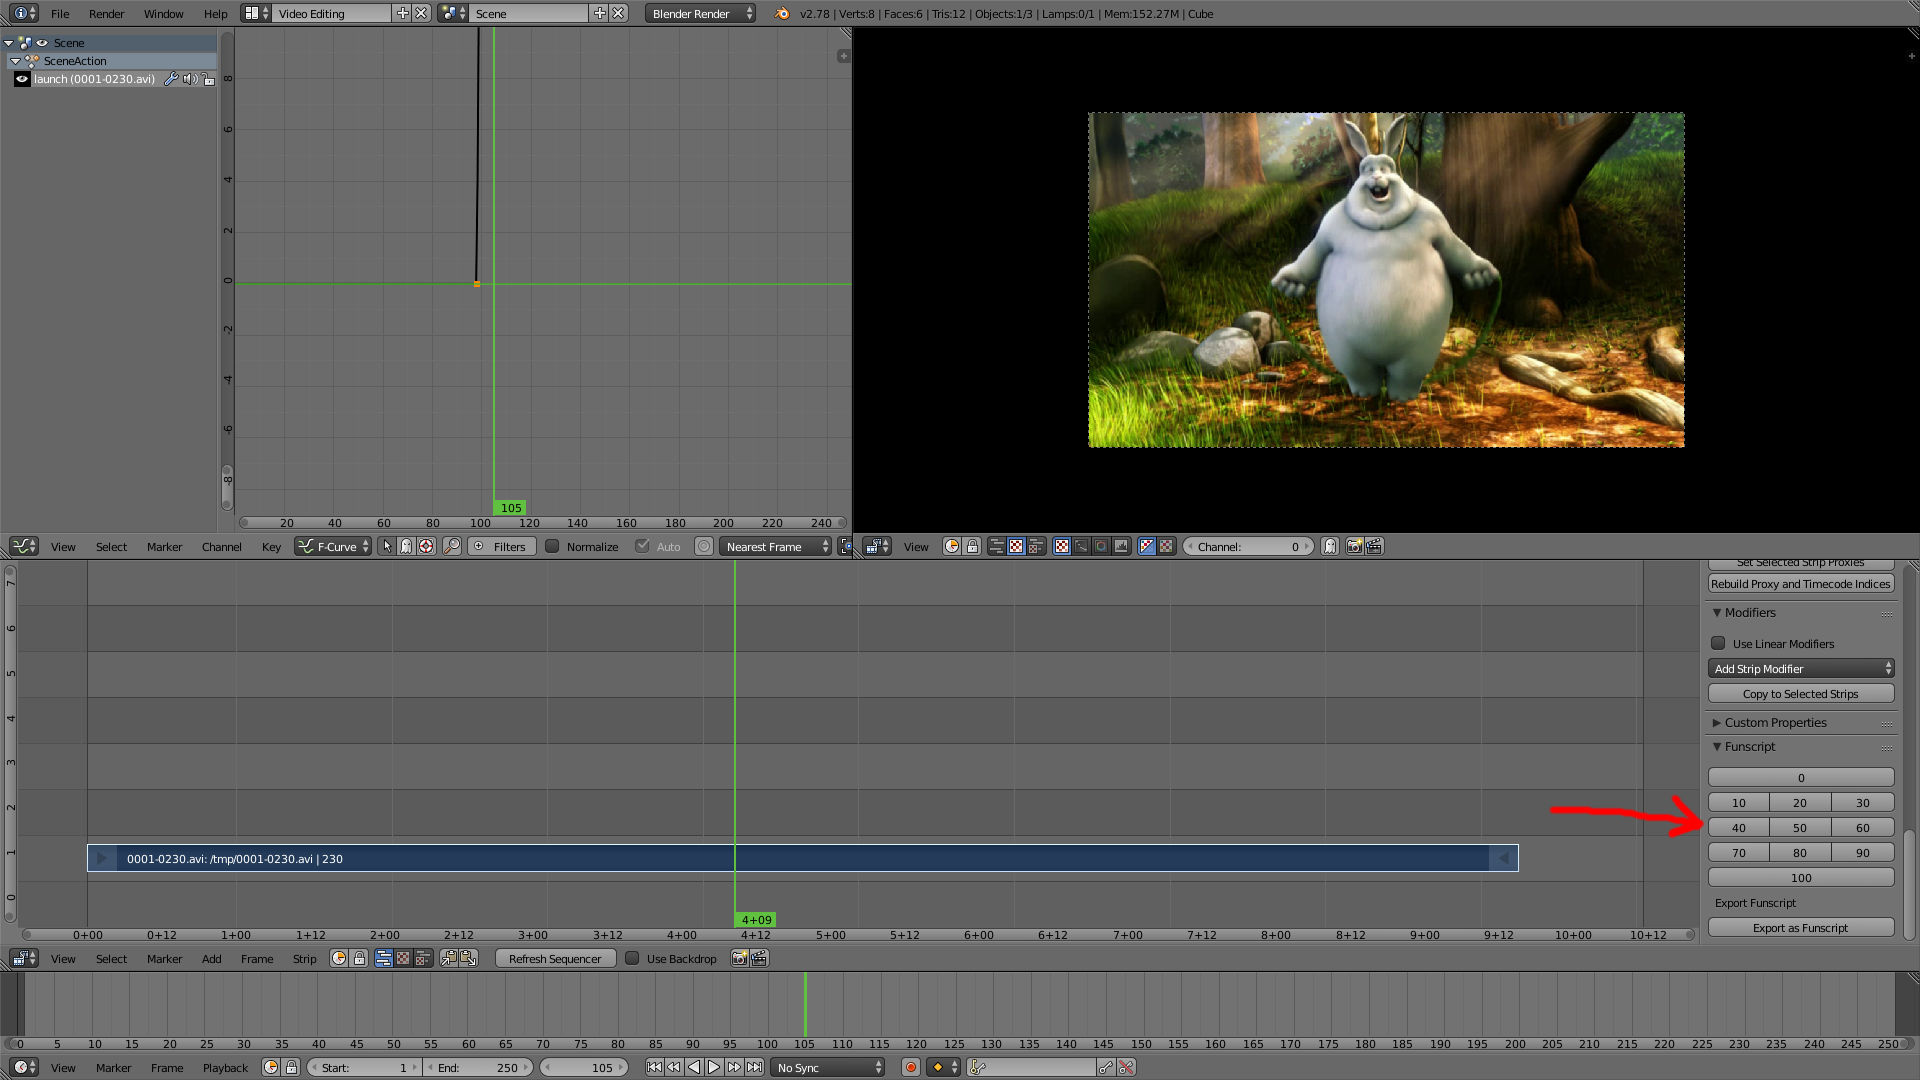 File Render Window Help Video Editing Scene Blender Render v2.78 | Verts:8 | Faces:6 | Tris:12 | Objects:1/3 | Lamps:0/1 | Mem:152.27M | Cube
Scene
SceneAction
launch (0001-0230.avi)
8
6
4
2
0
-2
-4
-6
-8
105
20 40 60 80 100 120 140 160 180 200 220 240
View Select Marker Channel Key F-Curve Filters Normalize Auto Nearest Frame
View Channel: 0
7
6
5
4
3
2
1
0
0001-0230.avi: /tmp/0001-0230.avi | 230
4+09
0+00 0+12 1+00 1+12 2+00 2+12 3+00 3+12 4+00 4+12 5+00 5+12 6+00 6+12 7+00 7+12 8+00 8+12 9+00 9+12 10+00 10+12
Set Selected Strip Proxies
Rebuild Proxy and Timecode Indices
Modifiers
Use Linear Modifiers
Add Strip Modifier
Copy to Selected Strips
Custom Properties
Funscript
0
10 20 30
40 50 60
70 80 90
100
Export Funscript
Export as Funscript
View Select Marker Add Frame Strip Refresh Sequencer Use Backdrop
0 5 10 15 20 25 30 35 40 45 50 55 60 65 70 75 80 85 90 95 100 105 110 115 120 125 130 135 140 145 150 155 160 165 170 175 180 185 190 195 200 205 210 215 220 225 230 235 240 245 250
View Marker Frame Playback Start: 1 End: 250 105 No Sync